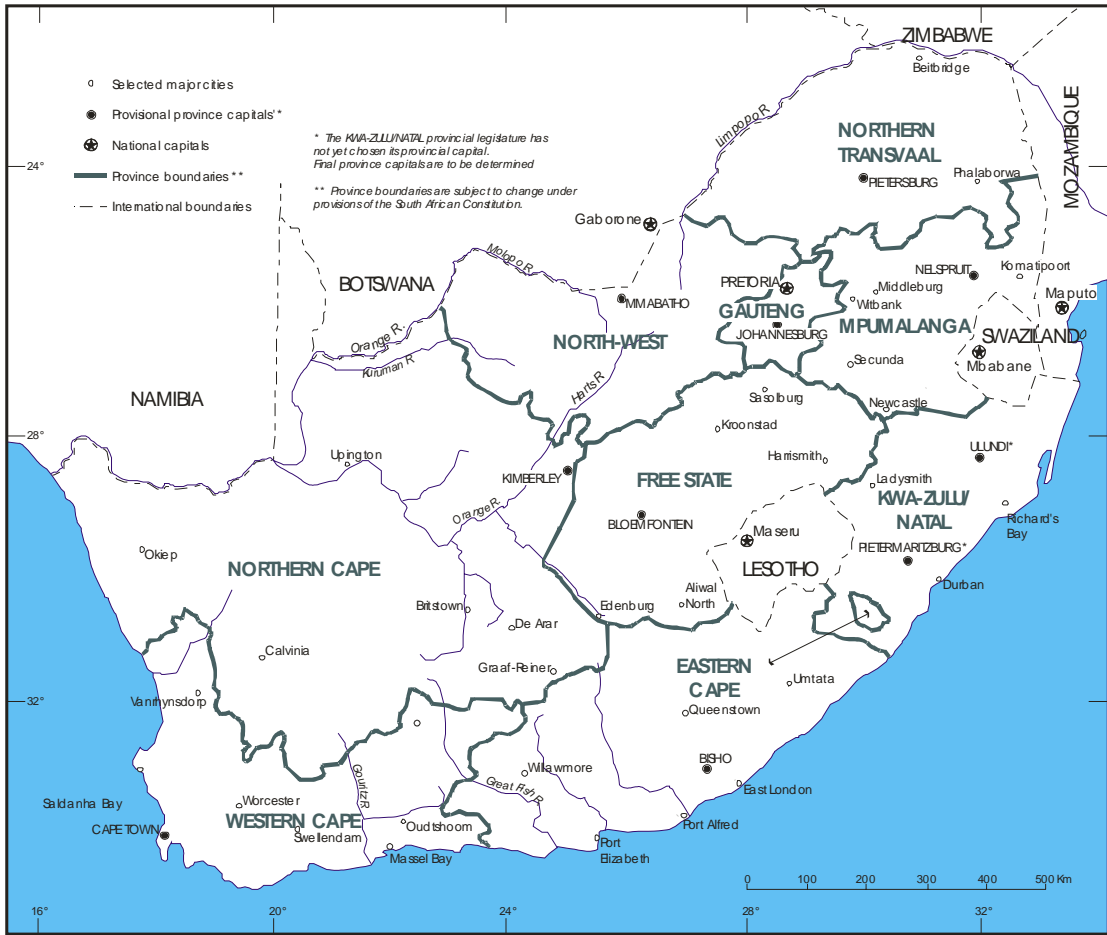 ZIMBABWE
Beitbridge
Selected major cities
Provisional province capitals'*
National capitals
Province boundaries **
International boundaries
* The KWA-ZULU/NATAL provincial legislature has
not yet chosen its provincial capital.
Final province capitals are to be determined
** Province boundaries are subject to change under
provisions of the South African Constitution.
Limpopo R.
NORTHERN
TRANSVAAL
PIETERSBURG
Phalaborwa
MOZAMBIQUE
24°
Gaborone
Molopo R.
BOTSWANA
MMABATHO
PRETORIA
GAUTENG
JOHANNESBURG
NELSPRUIT
Komatipoort
Middleburg
Witbank
MPUMALANGA
Maputo
SWAZILAND
Mbabane
Secunda
NORTH-WEST
Orange R.
Kuruman R.
Harts R.
NAMIBIA
Sasolburg
Newcastle
Kroonstad
28°
Upington
KIMBERLEY
Harrismith
ULUNDI*
FREE STATE
Ladysmith
KWA-ZULU/
NATAL
Richard's
Bay
Orange R.
BLOEMFONTEIN
Maseru
PIETERMARITZBURG*
LESOTHO
Durban
Okiep
NORTHERN CAPE
Britstown
Edenburg
Aliwal
North
De Arar
Calvinia
Graaf-Reiner
EASTERN
CAPE
Umtata
Vanrhynsdorp
32°
Queenstown
BISHO
Willawmore
Great Fish R.
Gouritz R.
East London
Saldanha Bay
Worcester
WESTERN CAPE
CAPE TOWN
Swellendam
Oudtshoom
Port Alfred
Massel Bay
Port
Elizabeth
0 100 200 300 400 500 Km
16° 20° 24° 28° 32°